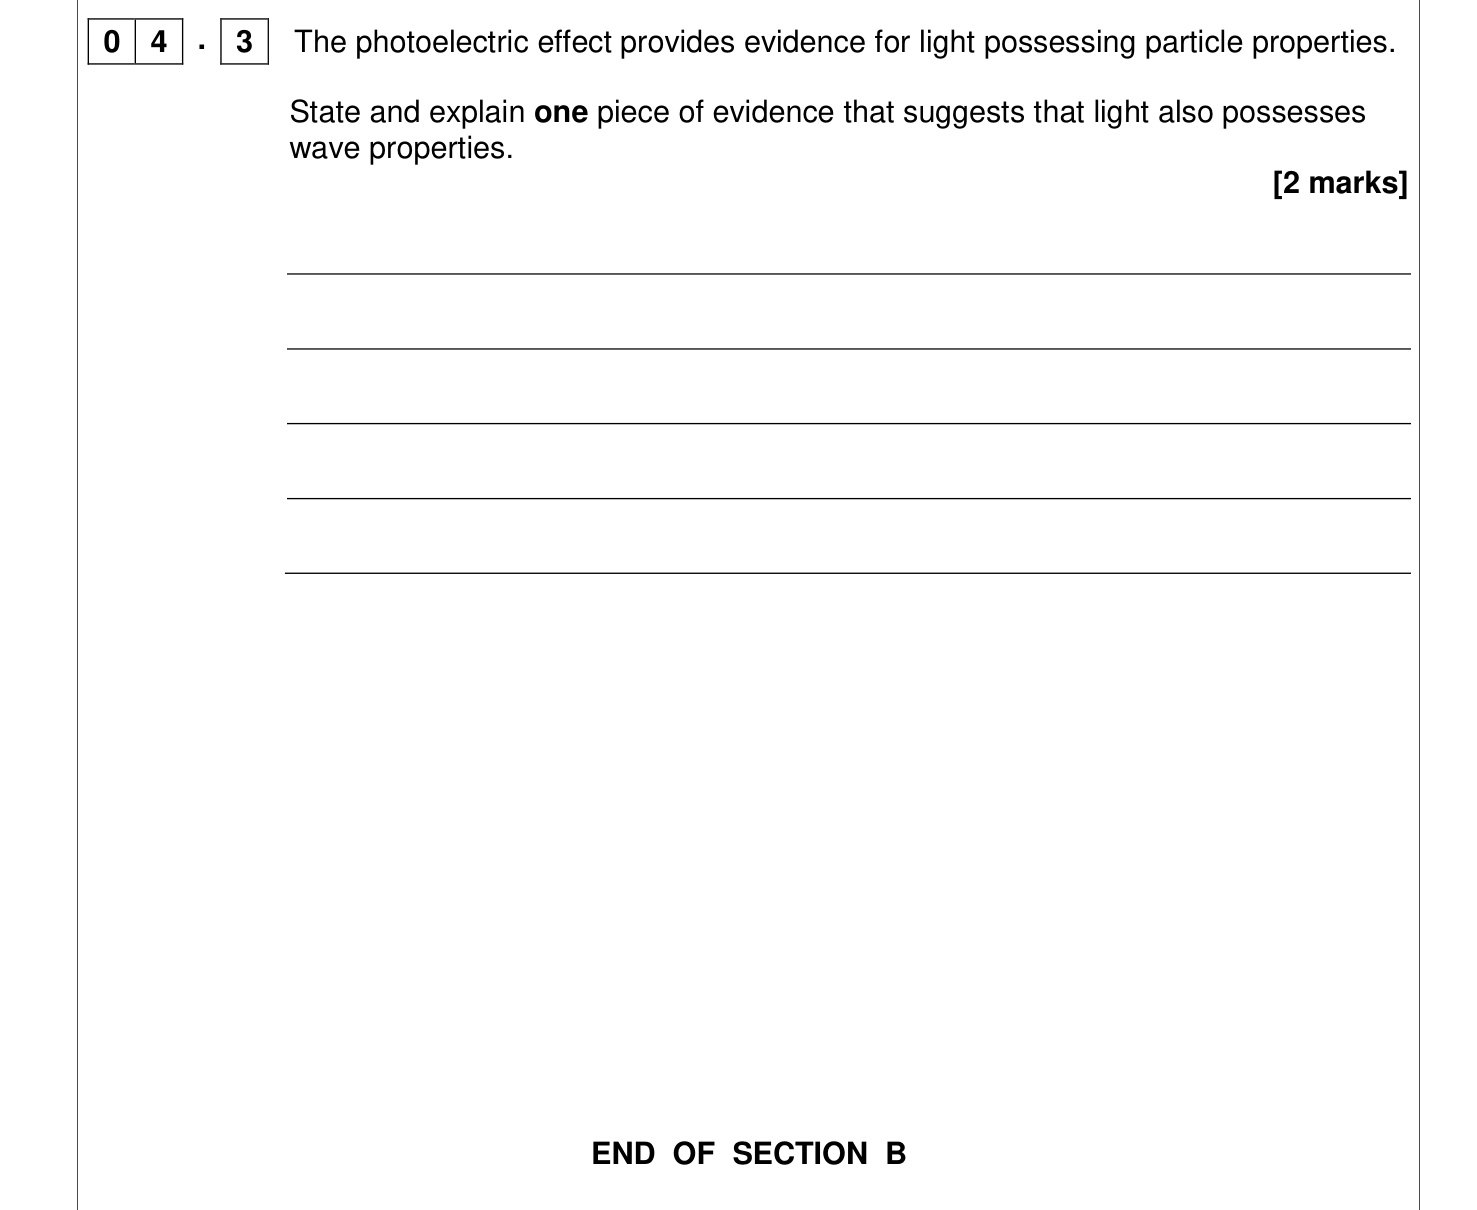 0 4 . 3 The photoelectric effect provides evidence for light possessing particle properties.
State and explain one piece of evidence that suggests that light also possesses
wave properties.
[2 marks]
END OF SECTION B